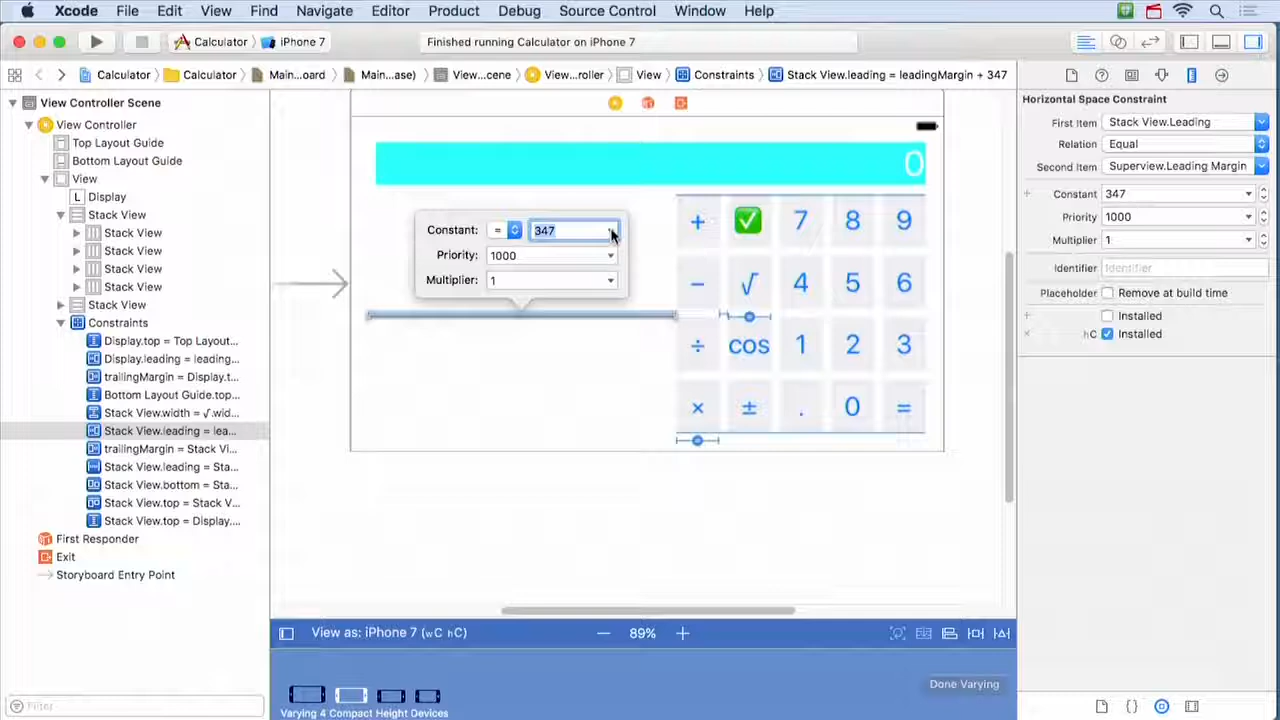 Xcode File Edit View Find Navigate Editor Product Debug Source Control Window Help
Calculator iPhone 7 Finished running Calculator on iPhone 7
Calculator Calculator Main...oard Main...ase) View...cene View...roller View Constraints Stack View.leading = leadingMargin + 347
View Controller Scene
View Controller
Top Layout Guide
Bottom Layout Guide
View
L Display
Stack View
Stack View
Stack View
Stack View
Stack View
Stack View
Constraints
Display.top = Top Layout...
Display.leading = leading...
trailingMargin = Display.t...
Bottom Layout Guide.top...
Stack View.width = √.wid...
Stack View.leading = lea...
trailingMargin = Stack Vi...
Stack View.leading = Sta...
Stack View.bottom = Sta...
Stack View.top = Stack V...
Stack View.top = Display....
First Responder
Exit
Storyboard Entry Point
Filter
0
Constant: = 347
Priority: 1000
Multiplier: 1
+ ✅ 7 8 9
− √ 4 5 6
÷ cos 1 2 3
× ± . 0 =
View as: iPhone 7 (wC hC) — 89% +
Done Varying
Varying 4 Compact Height Devices
Horizontal Space Constraint
First Item Stack View.Leading
Relation Equal
Second Item Superview.Leading Margin
+ Constant 347
Priority 1000
Multiplier 1
Identifier Identifier
Placeholder Remove at build time
+ Installed
× hC Installed
{ }